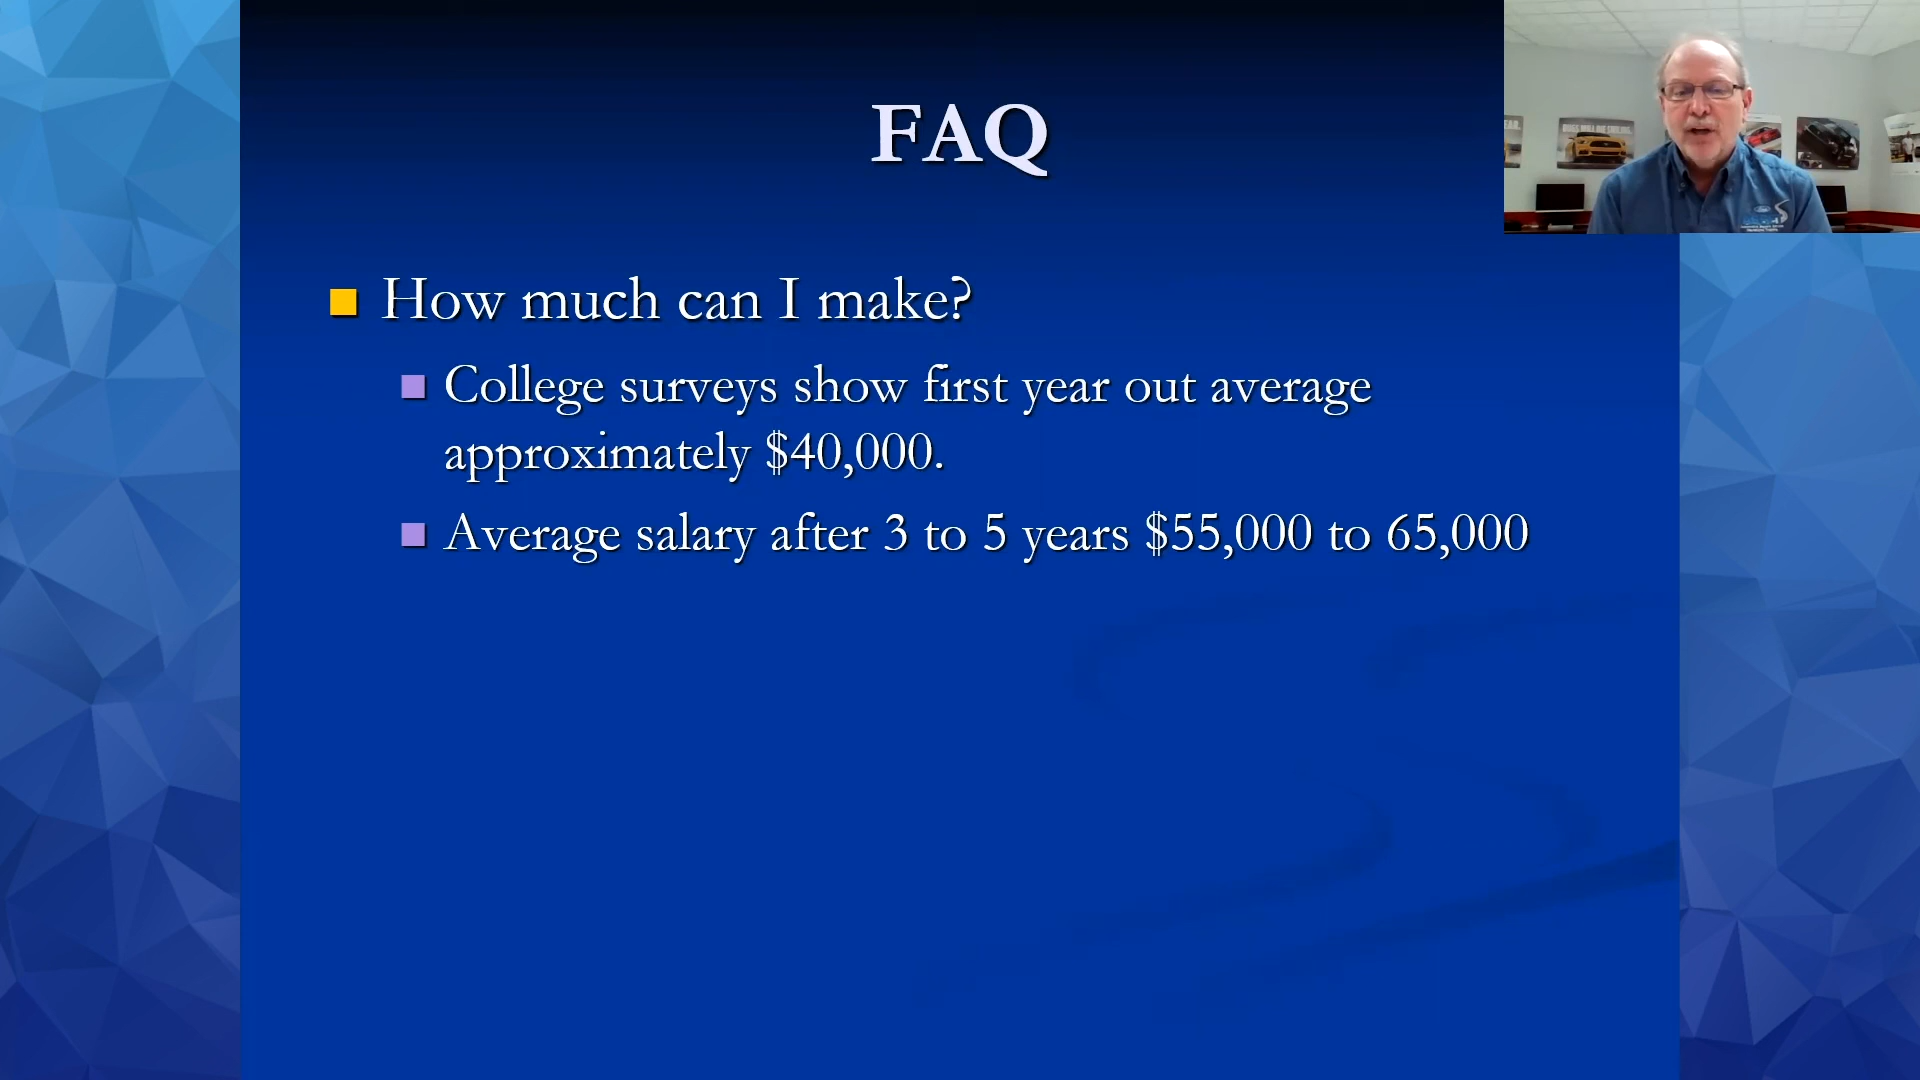 FAQ
How much can I make?
College surveys show first year out average
approximately $40,000.
Average salary after 3 to 5 years $55,000 to 65,000